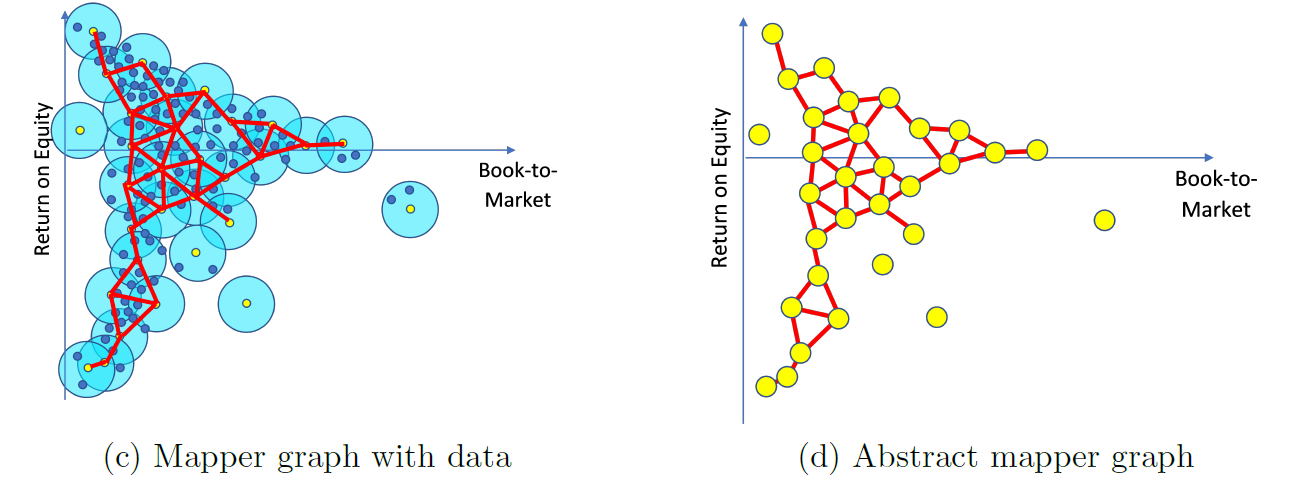 Return on Equity
Book-to-
Market
(c) Mapper graph with data
Return on Equity
Book-to-
Market
(d) Abstract mapper graph